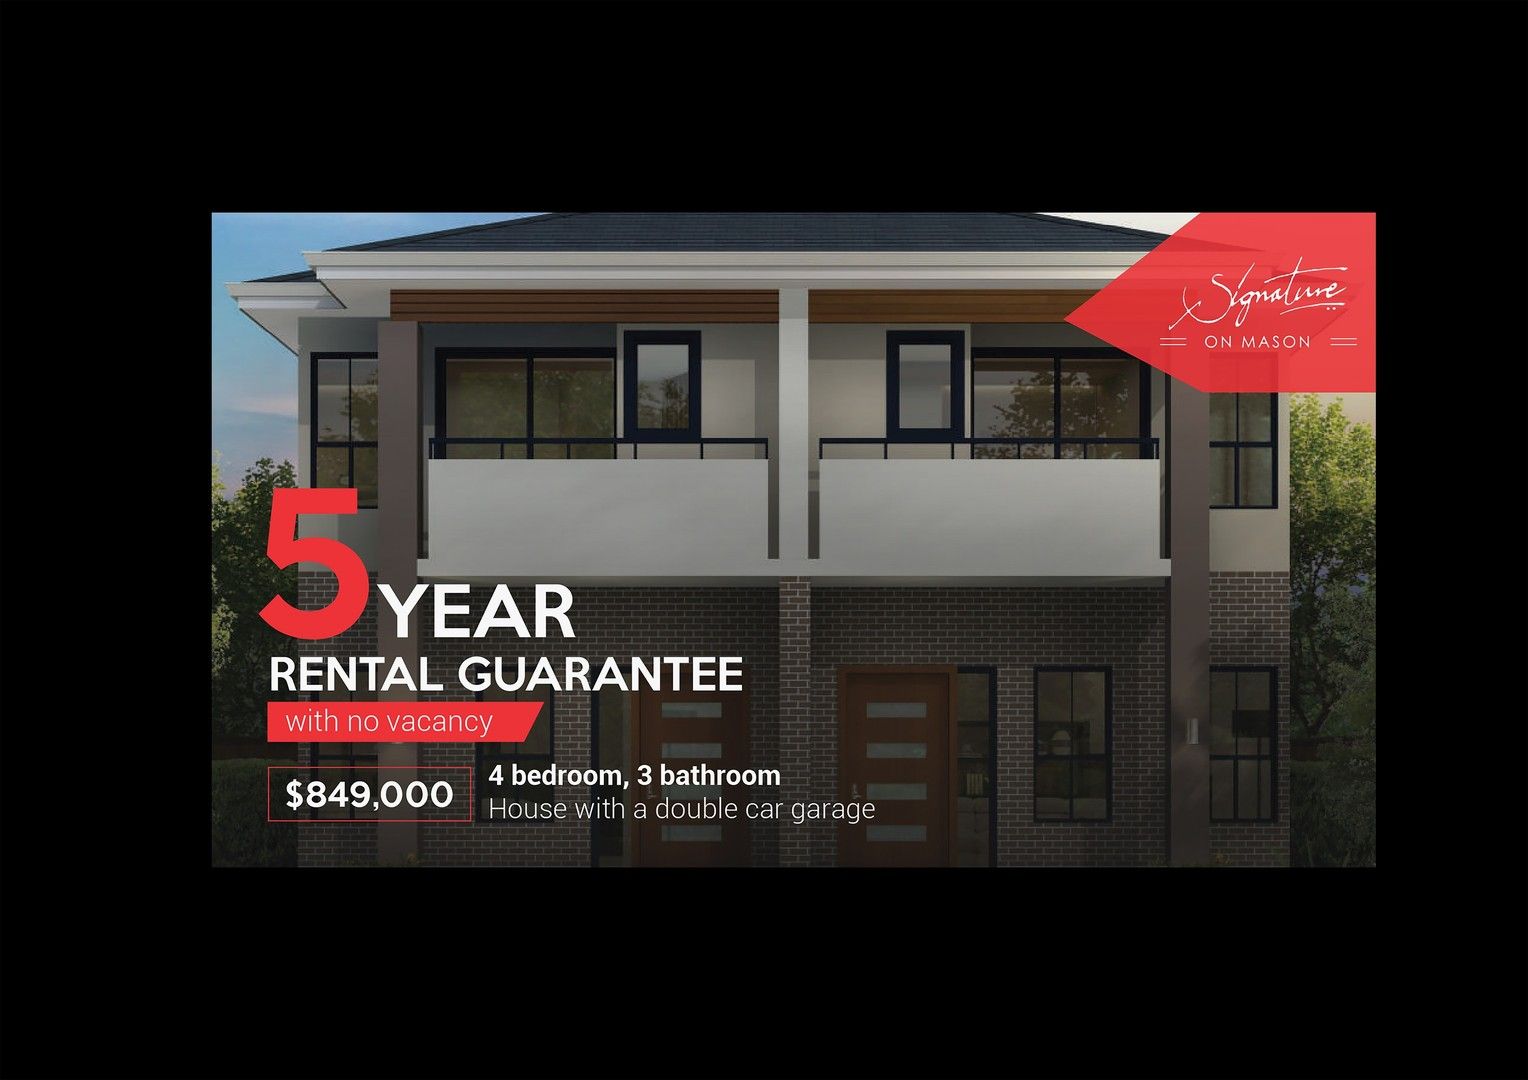 Signature
ON MASON
5 YEAR
RENTAL GUARANTEE
with no vacancy
$849,000
4 bedroom, 3 bathroom
House with a double car garage